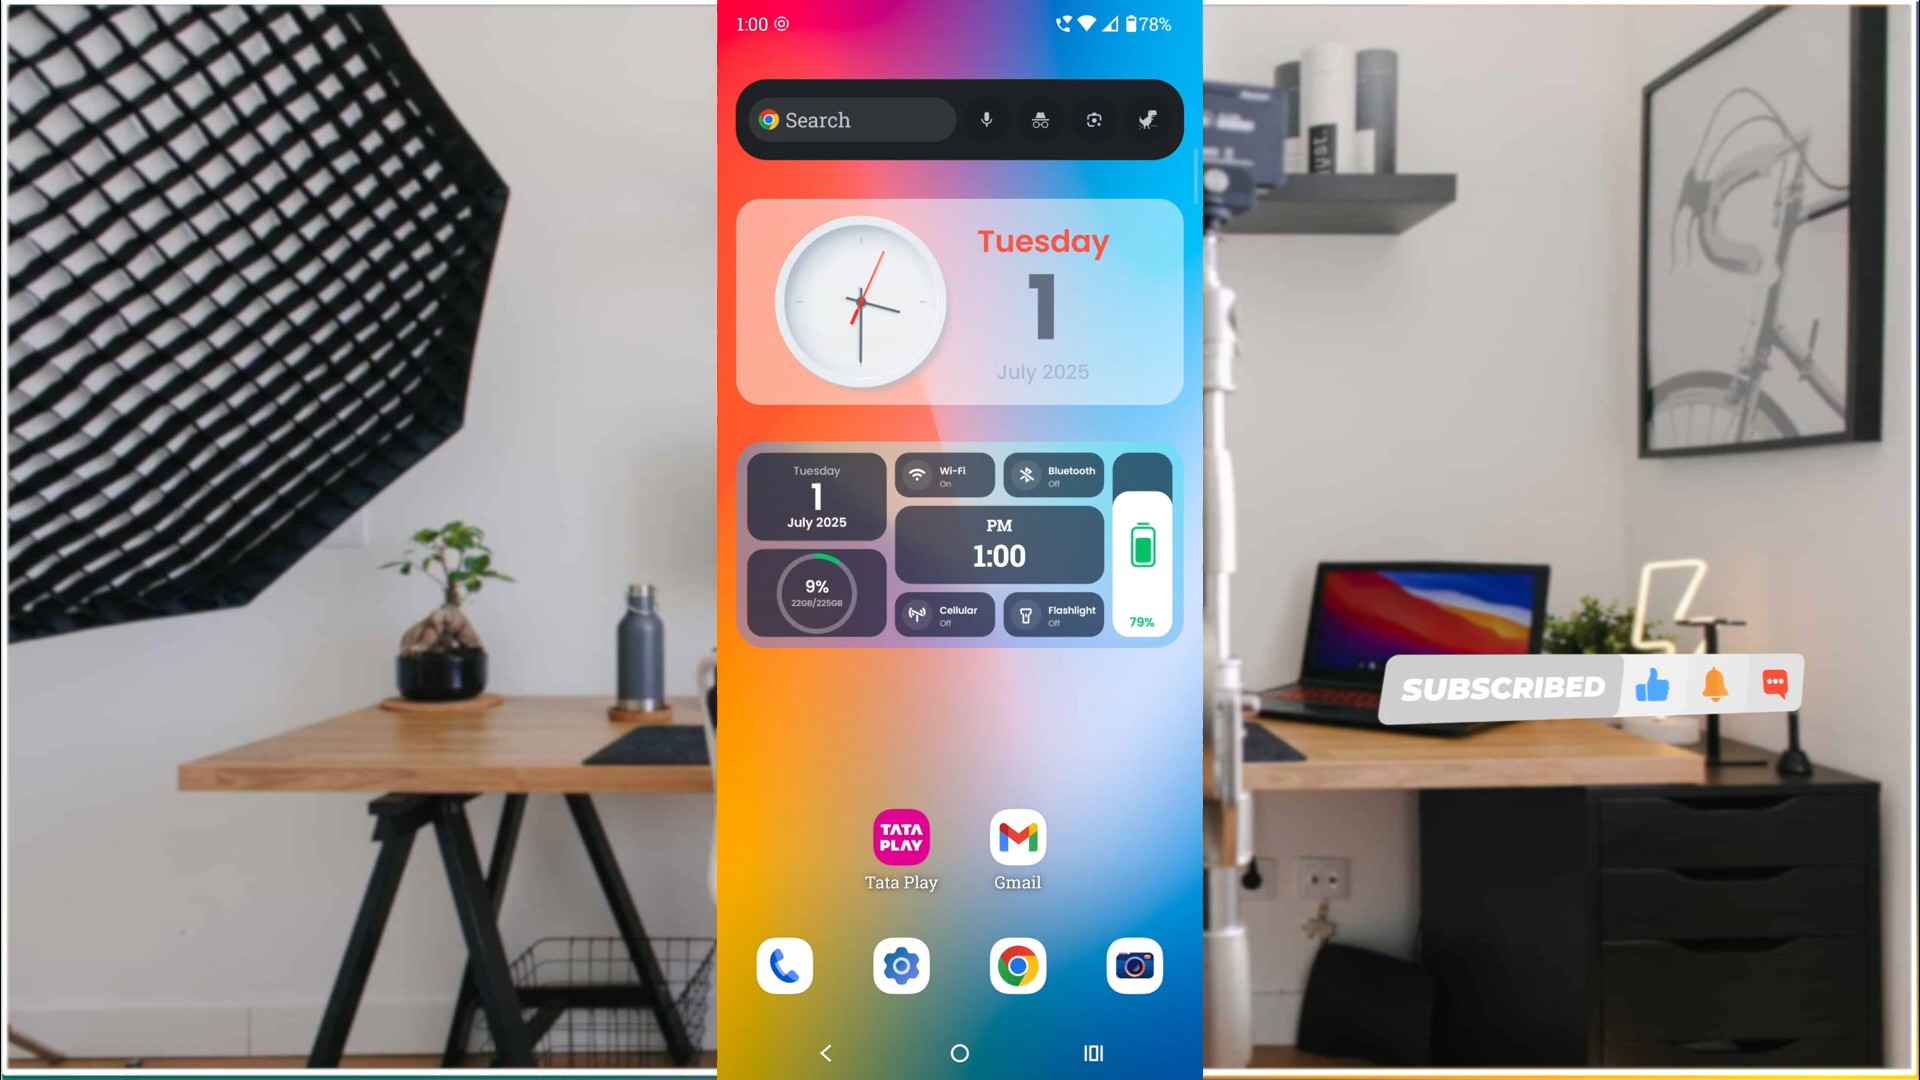 1:00
78%
Search
Tuesday
1
July 2025
Tuesday
1
July 2025
Wi-Fi
On
Bluetooth
Off
PM
1:00
9%
22GB/225GB
Cellular
Off
Flashlight
Off
79%
SUBSCRIBED
TATA
PLAY
Tata Play
Gmail